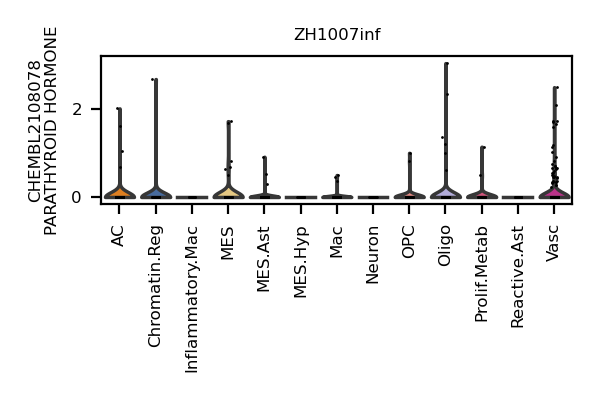 ZH1007inf
CHEMBL2108078
PARATHYROID HORMONE
2
0
AC
Chromatin.Reg
Inflammatory.Mac
MES
MES.Ast
MES.Hyp
Mac
Neuron
OPC
Oligo
Prolif.Metab
Reactive.Ast
Vasc